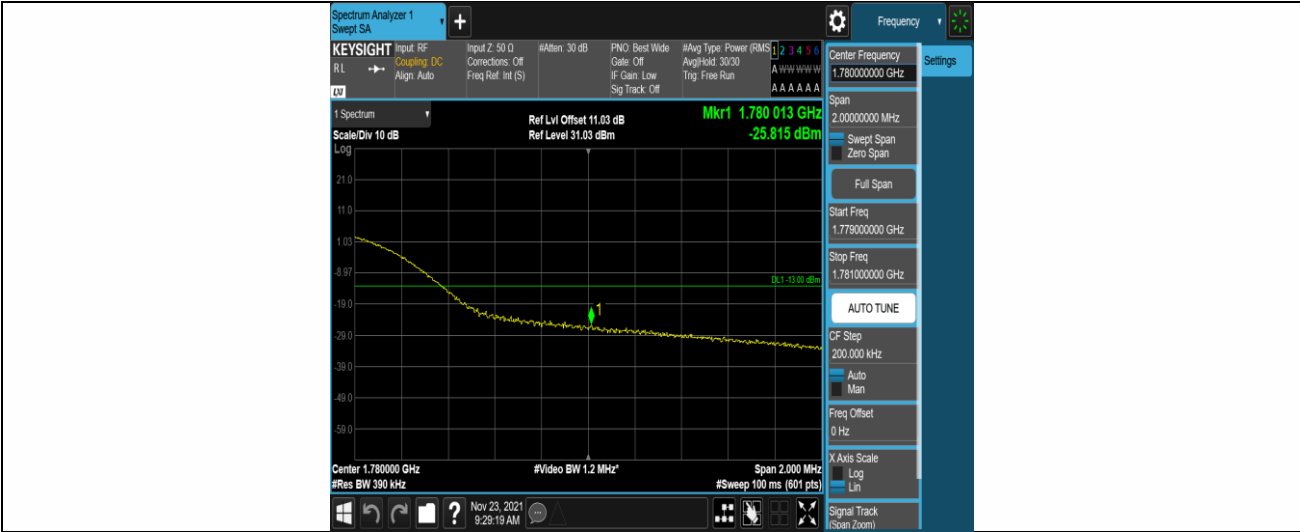 Spectrum Analyzer 1
Swept SA
+
Frequency
KEYSIGHT
R L
LXI
Input: RF
Coupling: DC
Align: Auto
Input Z: 50 Ω
Corrections: Off
Freq Ref: Int (S)
#Atten: 30 dB
PNO: Best Wide
Gate: Off
IF Gain: Low
Sig Track: Off
#Avg Type: Power (RMS
Avg|Hold: 30/30
Trig: Free Run
1 2 3 4 5 6
A W W W W W
A A A A A A
1 Spectrum
Scale/Div 10 dB
Ref Lvl Offset 11.03 dB
Ref Level 31.03 dBm
Mkr1 1.780 013 GHz
-25.815 dBm
Log
21.0
11.0
1.03
-8.97
-19.0
-29.0
-39.0
-49.0
-59.0
DL1 -13.00 dBm
1
Center 1.780000 GHz
#Res BW 390 kHz
#Video BW 1.2 MHz*
Span 2.000 MHz
#Sweep 100 ms (601 pts)
?
Nov 23, 2021
9:29:19 AM
Center Frequency
1.780000000 GHz
Settings
Span
2.00000000 MHz
Swept Span
Zero Span
Full Span
Start Freq
1.779000000 GHz
Stop Freq
1.781000000 GHz
AUTO TUNE
CF Step
200.000 kHz
Auto
Man
Freq Offset
0 Hz
X Axis Scale
Log
Lin
Signal Track
(Span Zoom)